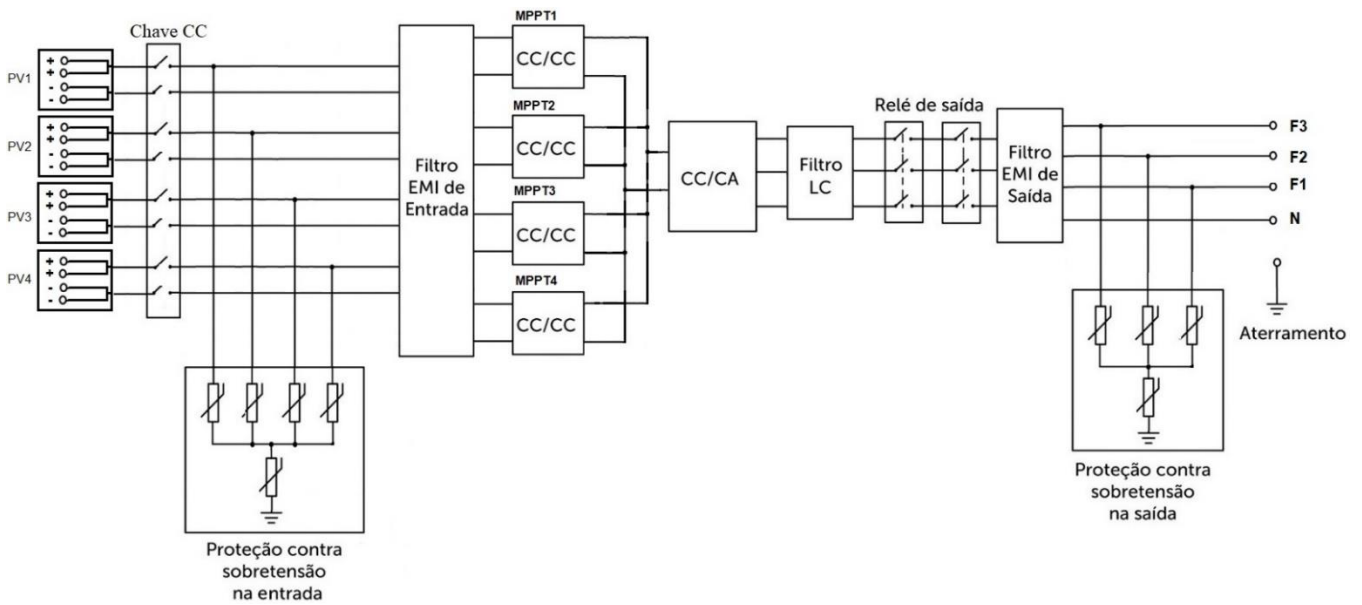 Chave CC
PV1
+
+
-
-
PV2
+
+
-
-
PV3
+
+
-
-
PV4
+
+
-
-
Filtro
EMI de
Entrada
MPPT1
CC/CC
MPPT2
CC/CC
MPPT3
CC/CC
MPPT4
CC/CC
CC/CA
Filtro
LC
Relé de saída
Filtro
EMI de
Saída
F3
F2
F1
N
Aterramento
Proteção contra
sobretensão
na entrada
Proteção contra
sobretensão
na saída